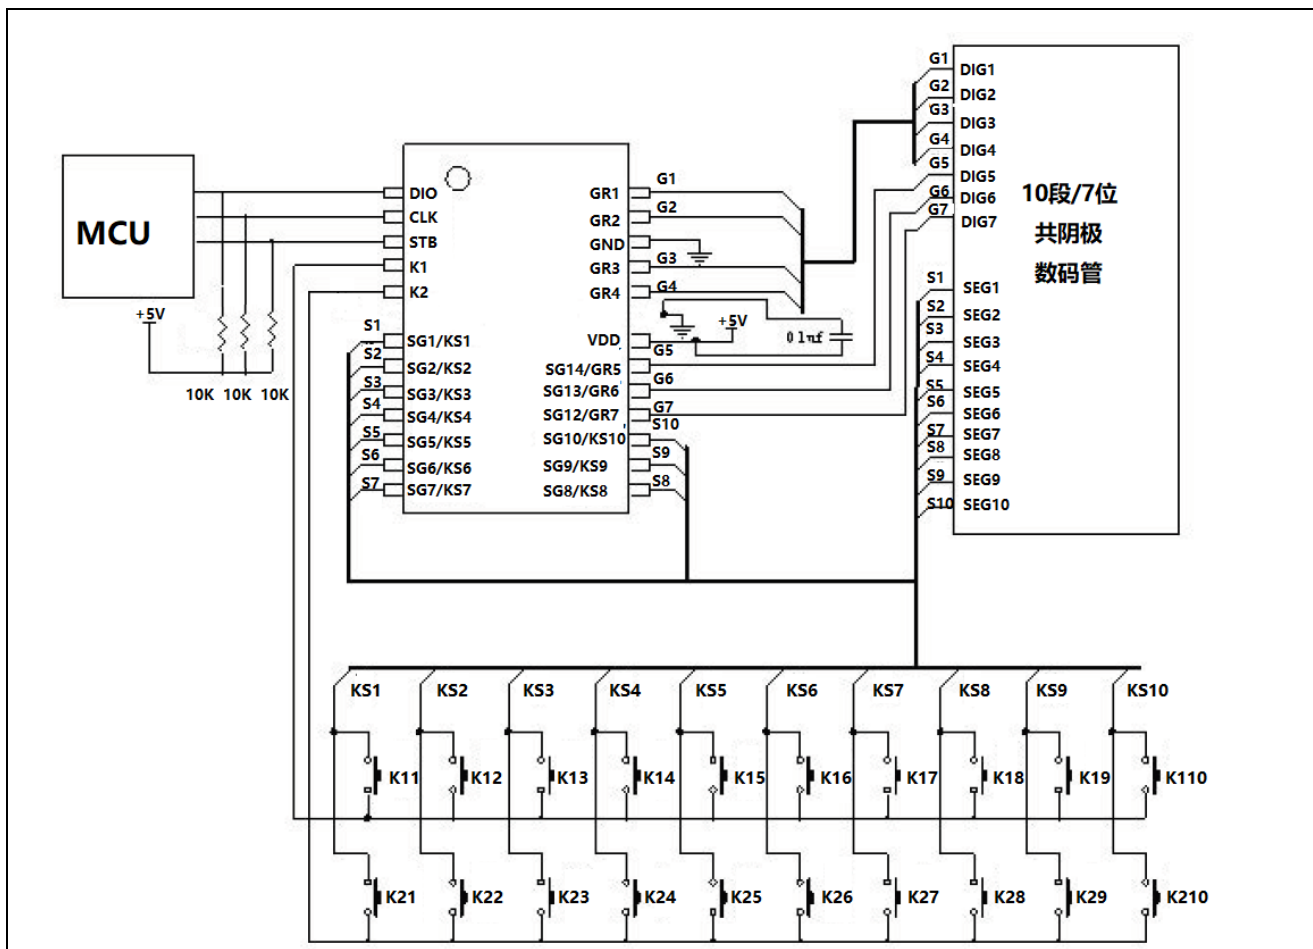 MCU
+5V
10K 10K 10K
DIO
CLK
STB
K1
K2
S1
SG1/KS1
S2
SG2/KS2
S3
SG3/KS3
S4
SG4/KS4
S5
SG5/KS5
S6
SG6/KS6
S7
SG7/KS7
GR1
G1
GR2
G2
GND
GR3
G3
GR4
G4
VDD
+5V
0.1uf
G5
SG14/GR5
G6
SG13/GR6
G7
SG12/GR7
S10
SG10/KS10
S9
SG9/KS9
S8
SG8/KS8
G1
DIG1
G2
DIG2
G3
DIG3
G4
DIG4
G5
DIG5
G6
DIG6
G7
DIG7
10段/7位
共阴极
数码管
S1
SEG1
S2
SEG2
S3
SEG3
S4
SEG4
S5
SEG5
S6
SEG6
S7
SEG7
S8
SEG8
S9
SEG9
S10
SEG10
KS1 KS2 KS3 KS4 KS5 KS6 KS7 KS8 KS9 KS10
K11 K12 K13 K14 K15 K16 K17 K18 K19 K110
K21 K22 K23 K24 K25 K26 K27 K28 K29 K210